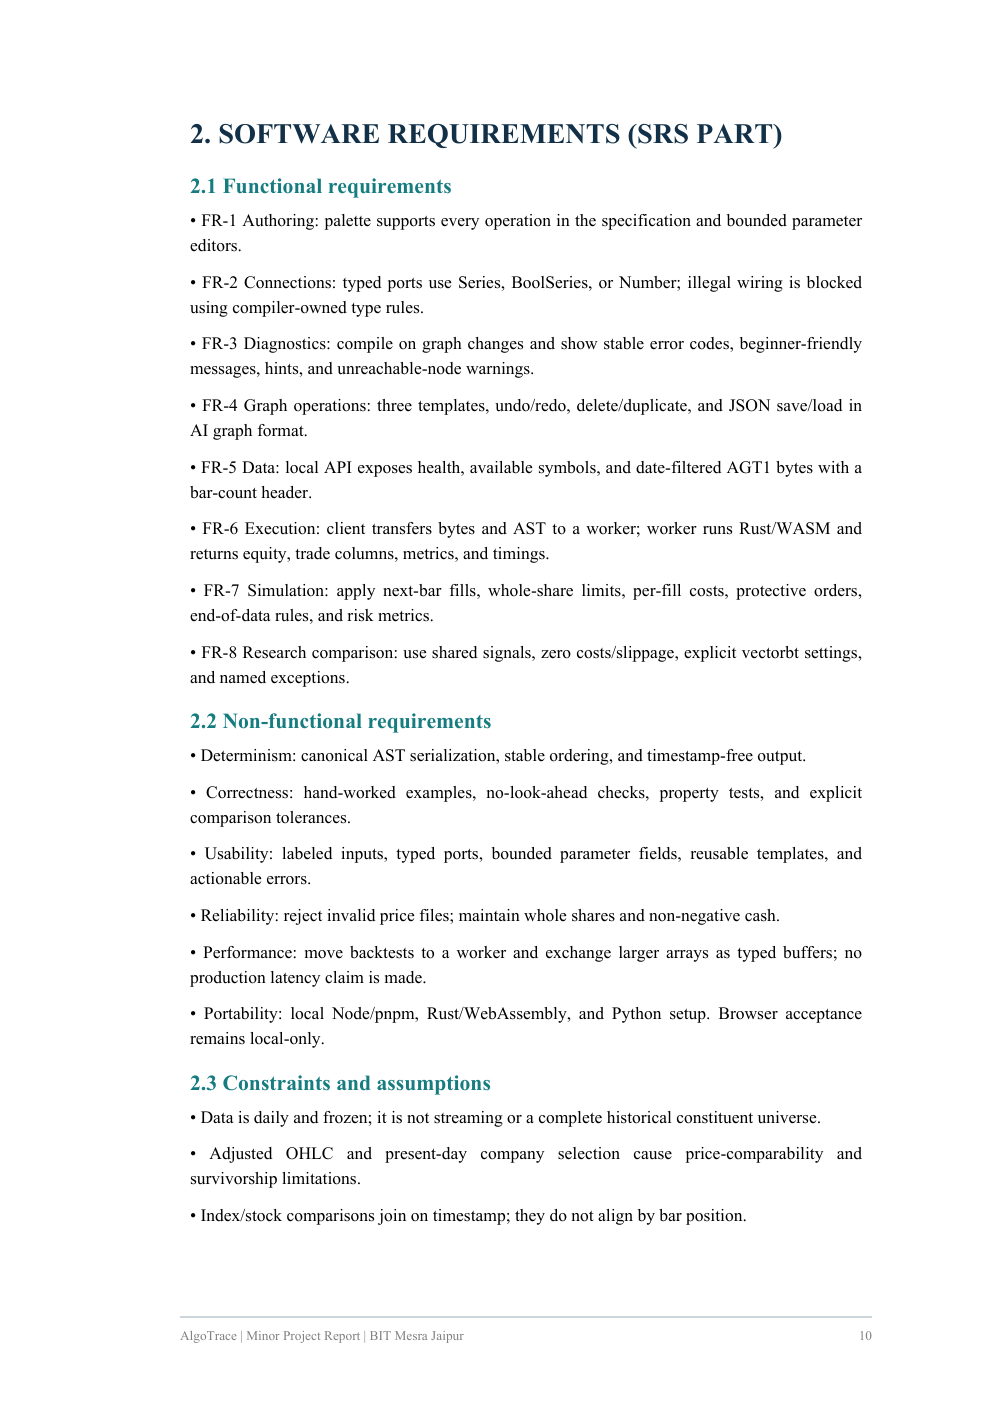 2. SOFTWARE REQUIREMENTS (SRS PART)
2.1 Functional requirements
• FR-1 Authoring: palette supports every operation in the specification and bounded parameter
editors.
• FR-2 Connections: typed ports use Series, BoolSeries, or Number; illegal wiring is blocked
using compiler-owned type rules.
• FR-3 Diagnostics: compile on graph changes and show stable error codes, beginner-friendly
messages, hints, and unreachable-node warnings.
• FR-4 Graph operations: three templates, undo/redo, delete/duplicate, and JSON save/load in
AI graph format.
• FR-5 Data: local API exposes health, available symbols, and date-filtered AGT1 bytes with a
bar-count header.
• FR-6 Execution: client transfers bytes and AST to a worker; worker runs Rust/WASM and
returns equity, trade columns, metrics, and timings.
• FR-7 Simulation: apply next-bar fills, whole-share limits, per-fill costs, protective orders,
end-of-data rules, and risk metrics.
• FR-8 Research comparison: use shared signals, zero costs/slippage, explicit vectorbt settings,
and named exceptions.
2.2 Non-functional requirements
• Determinism: canonical AST serialization, stable ordering, and timestamp-free output.
• Correctness: hand-worked examples, no-look-ahead checks, property tests, and explicit
comparison tolerances.
• Usability: labeled inputs, typed ports, bounded parameter fields, reusable templates, and
actionable errors.
• Reliability: reject invalid price files; maintain whole shares and non-negative cash.
• Performance: move backtests to a worker and exchange larger arrays as typed buffers; no
production latency claim is made.
• Portability: local Node/pnpm, Rust/WebAssembly, and Python setup. Browser acceptance
remains local-only.
2.3 Constraints and assumptions
• Data is daily and frozen; it is not streaming or a complete historical constituent universe.
• Adjusted OHLC and present-day company selection cause price-comparability and
survivorship limitations.
• Index/stock comparisons join on timestamp; they do not align by bar position.
AlgoTrace | Minor Project Report | BIT Mesra Jaipur 10